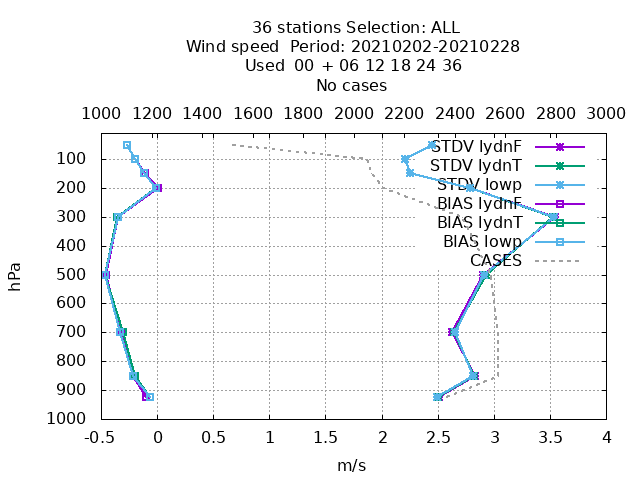 36 stations Selection: ALL
Wind speed  Period: 20210202-20210228
Used  00 + 06 12 18 24 36
No cases
1000 1200 1400 1600 1800 2000 2200 2400 2600 2800 3000
STDV lydnF
STDV lydnT
STDV lowp
BIAS lydnF
BIAS lydnT
BIAS lowp
CASES
100
200
300
400
500
600
700
800
900
1000
hPa
-0.5 0 0.5 1 1.5 2 2.5 3 3.5 4
m/s